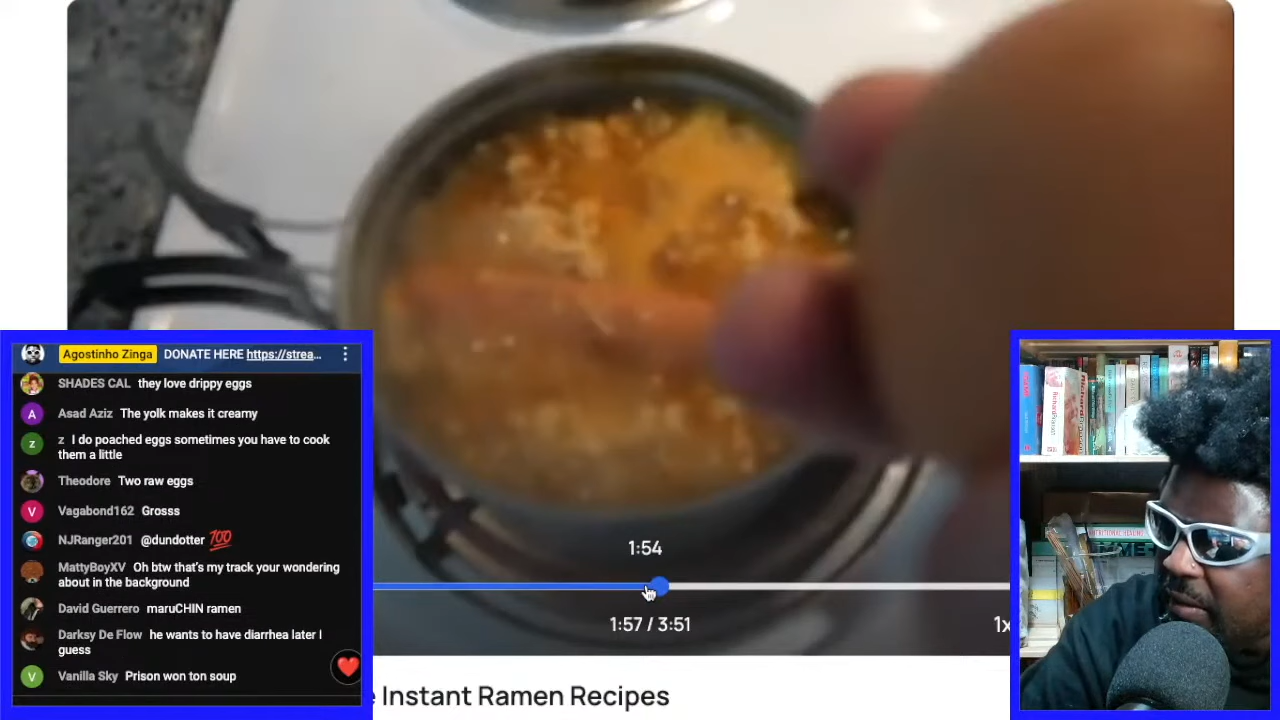 Agostinho Zinga DONATE HERE https://strea...
SHADES CAL they love drippy eggs
A Asad Aziz The yolk makes it creamy
z z I do poached eggs sometimes you have to cook
them a little
Theodore Two raw eggs
V Vagabond162 Grosss
NJRanger201 @dundotter 💯
MattyBoyXV Oh btw that's my track your wondering
about in the background
David Guerrero maruCHIN ramen
Darksy De Flow he wants to have diarrhea later I
guess
V Vanilla Sky Prison won ton soup
1:54
1:57 / 3:51
1x
Instant Ramen Recipes